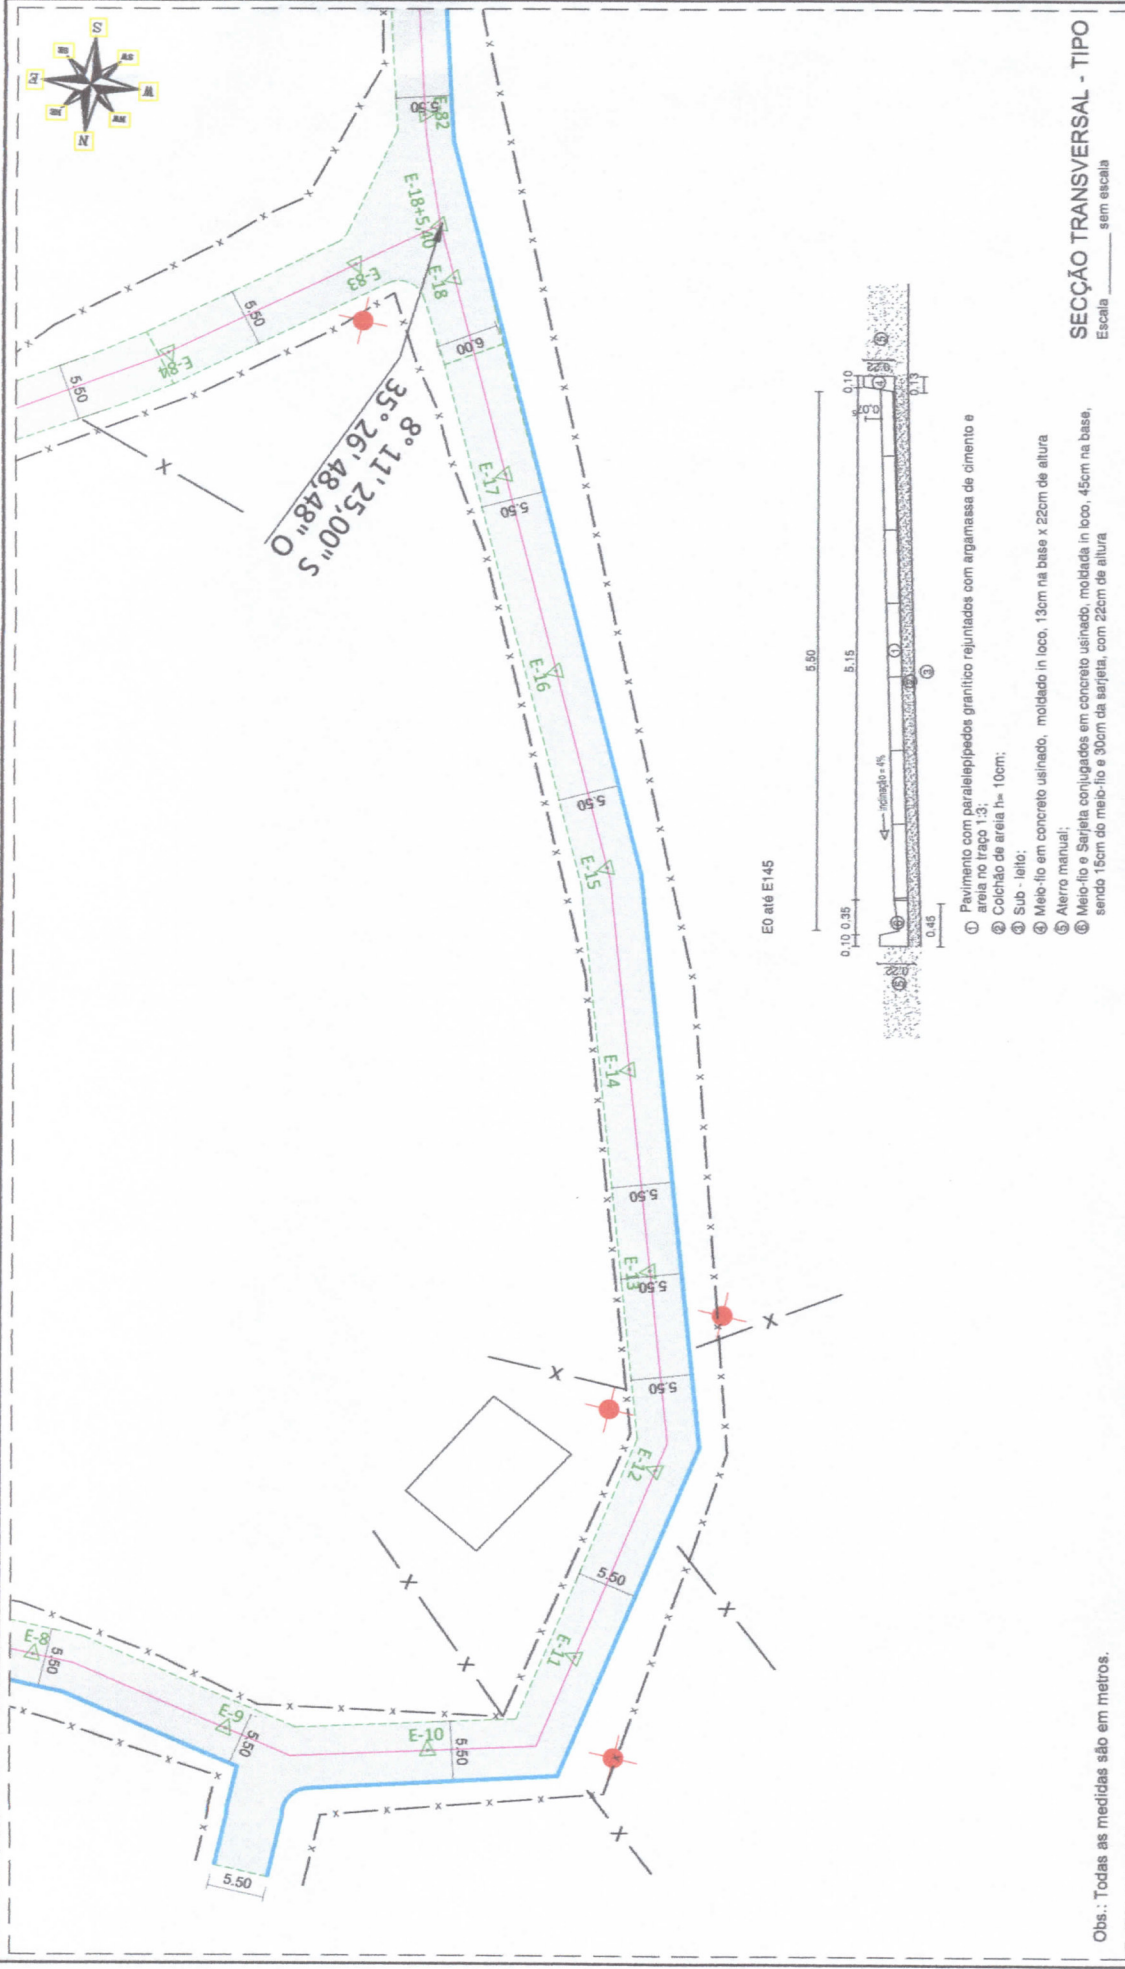 S
N
E-82
5.50
E-18+5,40
E-18
E-83
5.50
E-84
5.50
6.00
8° 11' 25,00" S
35° 26' 48,48" O
E-17
5.50
E-16
5.50
E-15
E-14
5.50
E-13
5.50
5.50
E-12
5.50
E-11
E-10
5.50
E-9
5.50
E-8
5.50
5.50
E0 até E145
5.50
5,15
0,10 0,35
0,10
inclinação = 4%
0,45
0,13
① Pavimento com paralelepípedos granítico rejuntados com argamassa de cimento e
areia no traço 1:3;
② Colchão de areia h= 10cm;
③ Sub - leito;
④ Meio-fio em concreto usinado, moldado in loco, 13cm na base x 22cm de altura
⑤ Aterro manual;
⑥ Meio-fio e Sarjeta conjugados em concreto usinado, moldada in loco, 45cm na base,
sendo 15cm do meio-fio e 30cm da sarjeta, com 22cm de altura
SECÇÃO TRANSVERSAL - TIPO
Escala ______ sem escala
Obs.: Todas as medidas são em metros.